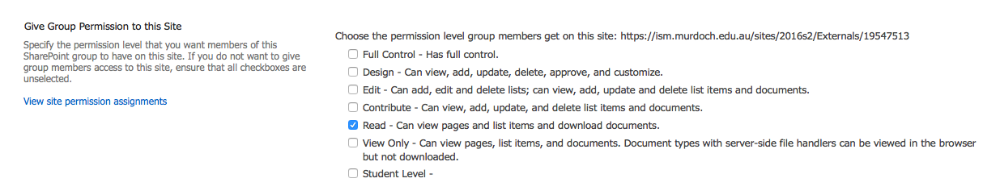 Give Group Permission to this Site
Specify the permission level that you want members of this
SharePoint group to have on this site. If you do not want to give
group members access to this site, ensure that all checkboxes are
unselected.
View site permission assignments
Choose the permission level group members get on this site: https://ism.murdoch.edu.au/sites/2016s2/Externals/19547513
Full Control - Has full control.
Design - Can view, add, update, delete, approve, and customize.
Edit - Can add, edit and delete lists; can view, add, update and delete list items and documents.
Contribute - Can view, add, update, and delete list items and documents.
Read - Can view pages and list items and download documents.
View Only - Can view pages, list items, and documents. Document types with server-side file handlers can be viewed in the browser
but not downloaded.
Student Level -